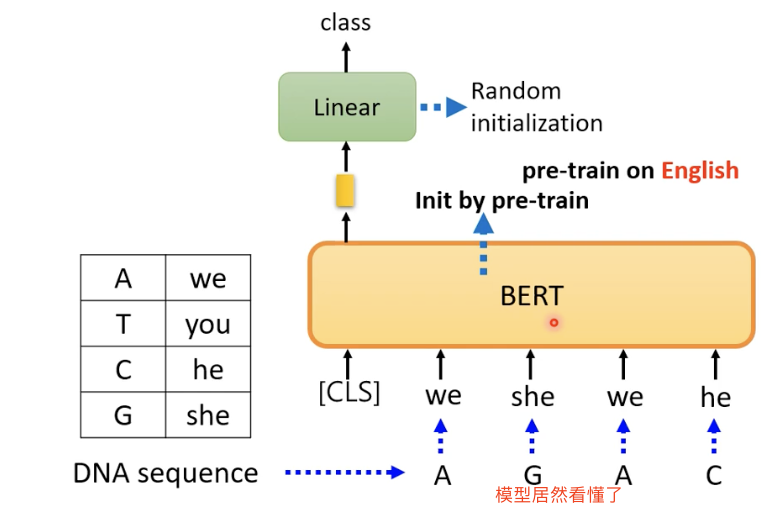 class
Linear
Random
initialization
pre-train on English
Init by pre-train
BERT
A we
T you
C he
G she
[CLS] we she we he
DNA sequence A G A C
模型居然看懂了